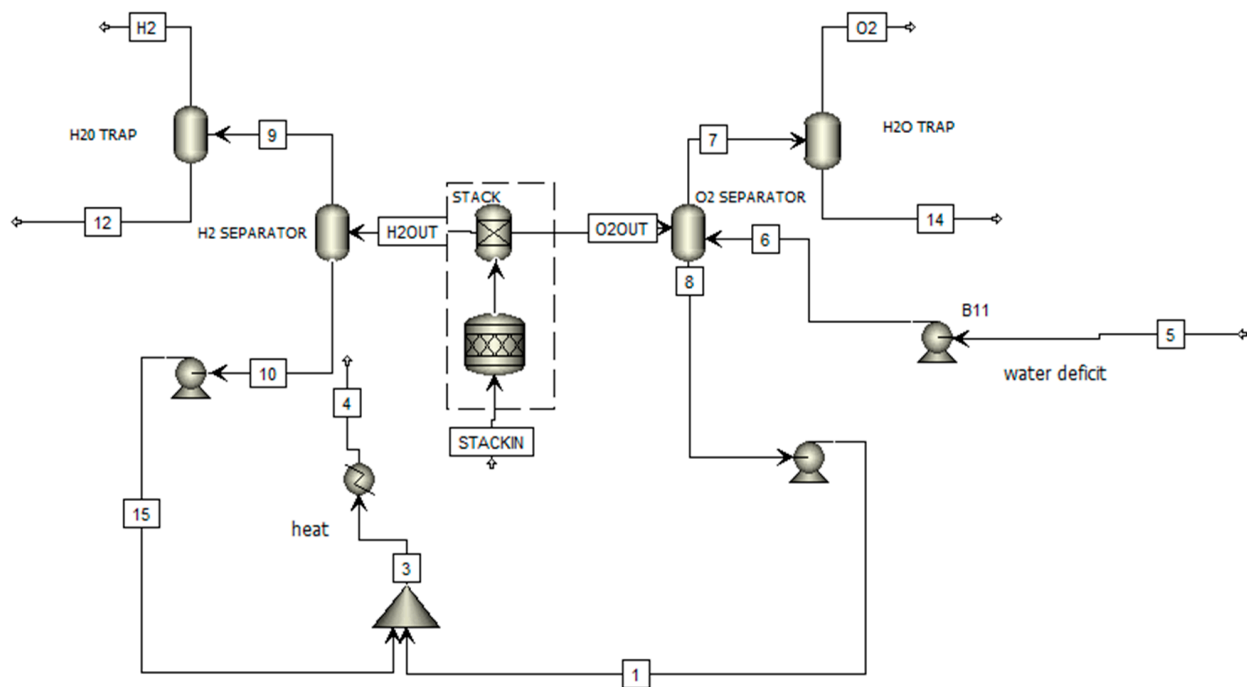 H2
O2
H20 TRAP
9
7
H2O TRAP
STACK
O2 SEPARATOR
12
H2 SEPARATOR
H2OUT
O2OUT
6
14
8
B11
5
water deficit
10
4
STACKIN
15
heat
3
1